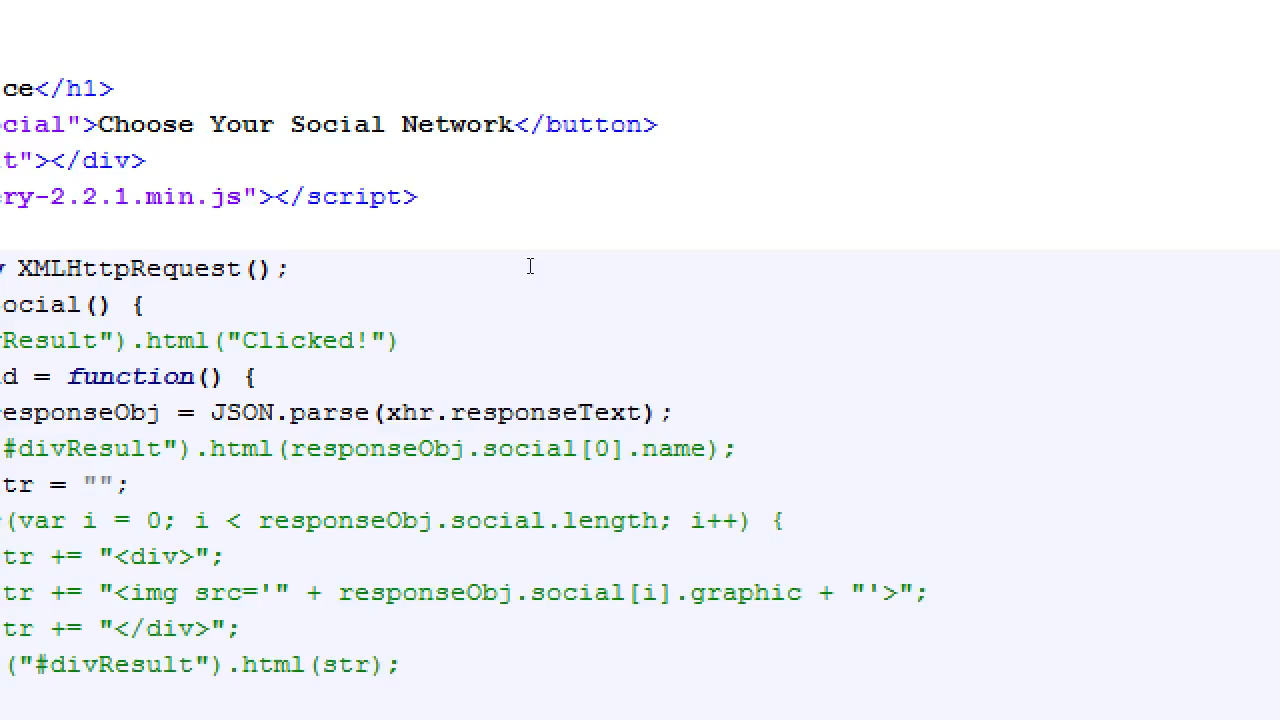 ce</h1>
cial">Choose Your Social Network</button>
t"></div>
ry-2.2.1.min.js"></script>
XMLHttpRequest();
ocial() {
Result").html("Clicked!")
d = function() {
esponseObj = JSON.parse(xhr.responseText);
#divResult").html(responseObj.social[0].name);
tr = "";
(var i = 0; i < responseObj.social.length; i++) {
tr += "<div>";
tr += "<img src='" + responseObj.social[i].graphic + "'>";
tr += "</div>";
("#divResult").html(str);